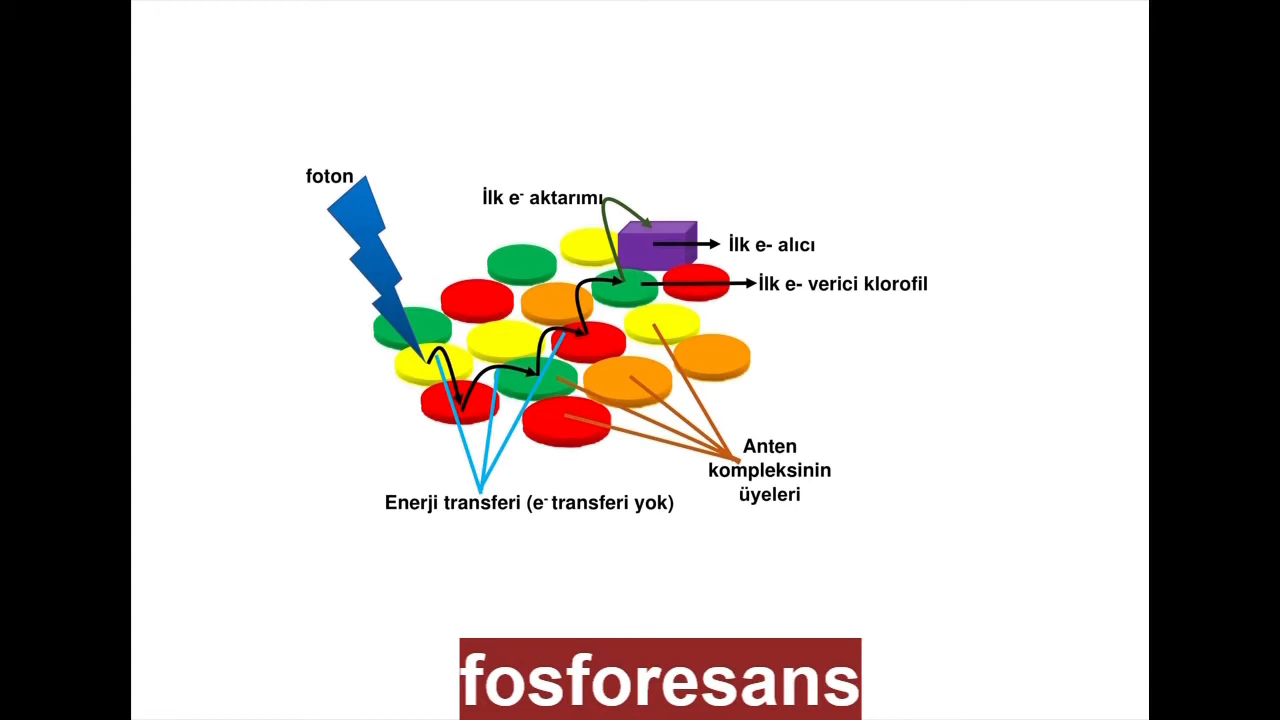 foton
İlk e- aktarımı
İlk e- alıcı
İlk e- verici klorofil
Anten
kompleksinin
üyeleri
Enerji transferi (e- transferi yok)
fosforesans